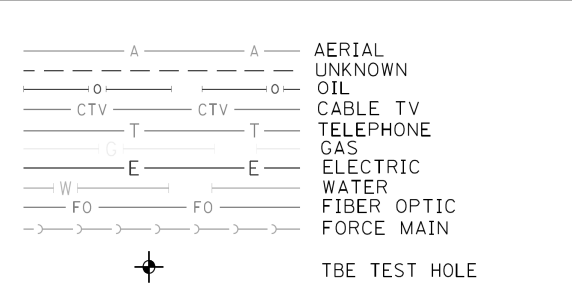 A A AERIAL
UNKNOWN
O O OIL
CTV CTV CABLE TV
T T TELEPHONE
G GAS
E E ELECTRIC
W WATER
FO FO FIBER OPTIC
FORCE MAIN
TBE TEST HOLE